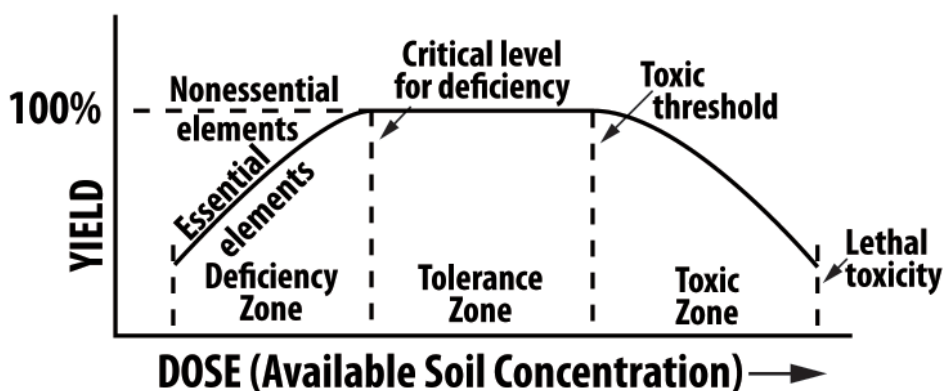 Critical level
for deficiency
Toxic
threshold
Nonessential
elements
100%
Essential
elements
YIELD
Deficiency
Zone
Tolerance
Zone
Toxic
Zone
Lethal
toxicity
DOSE (Available Soil Concentration)